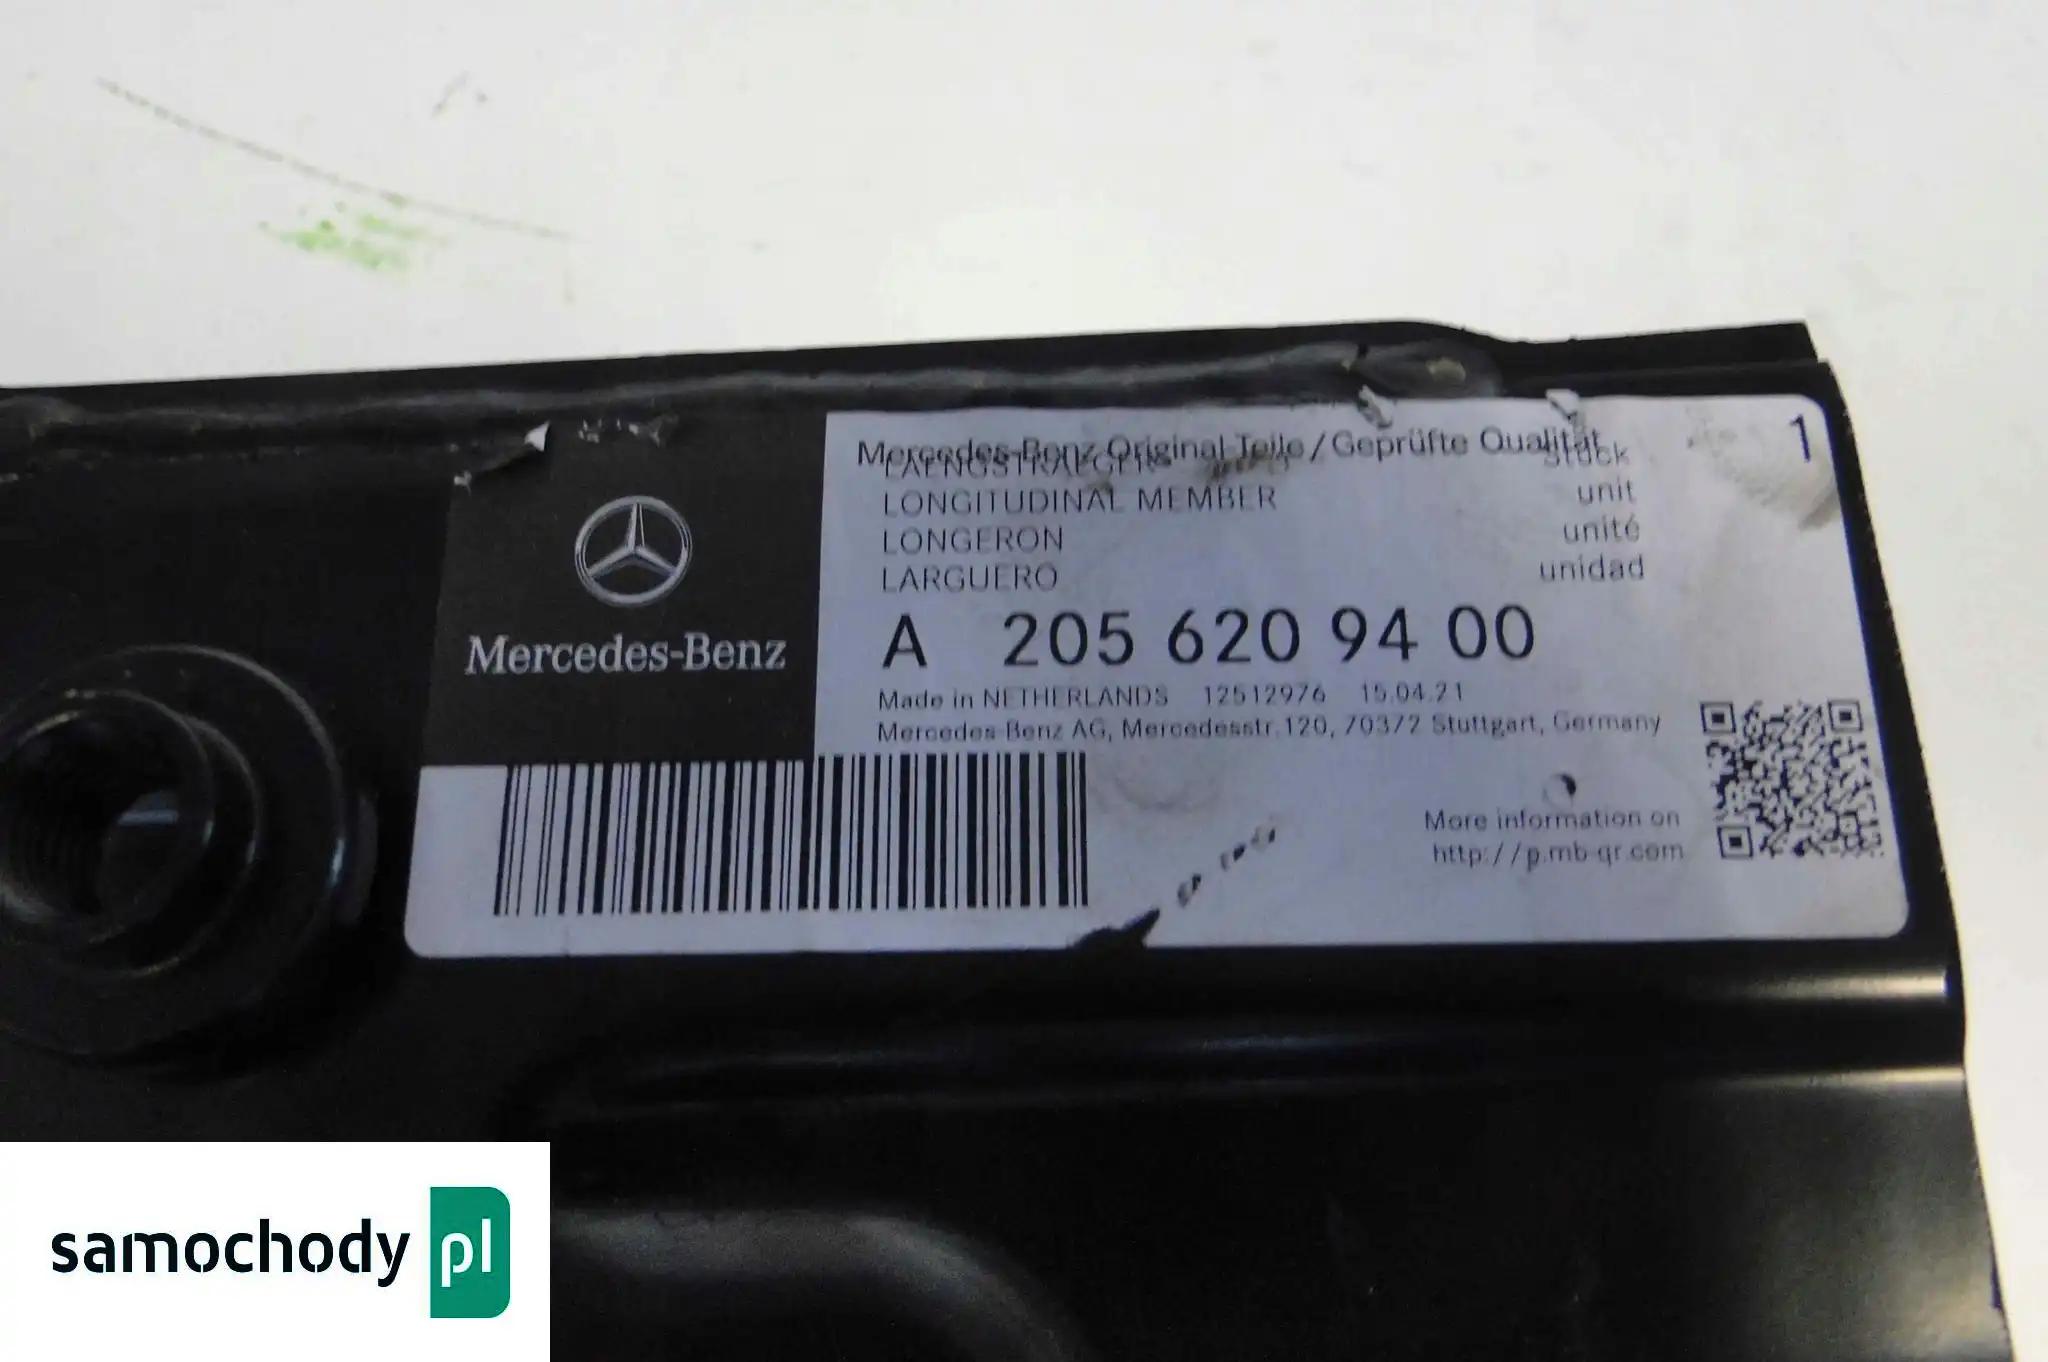 Mercedes-Benz Original-Teile / Geprüfte Qualität 1
LAENGSTRAEGER Stück
LONGITUDINAL MEMBER unit
LONGERON unité
LARGUERO unidad
A 205 620 94 00
Mercedes-Benz
Made in NETHERLANDS 12512976 15.04.21
Mercedes-Benz AG, Mercedesstr.120, 70372 Stuttgart, Germany
More information on
http://p.mb-qr.com
samochody pl